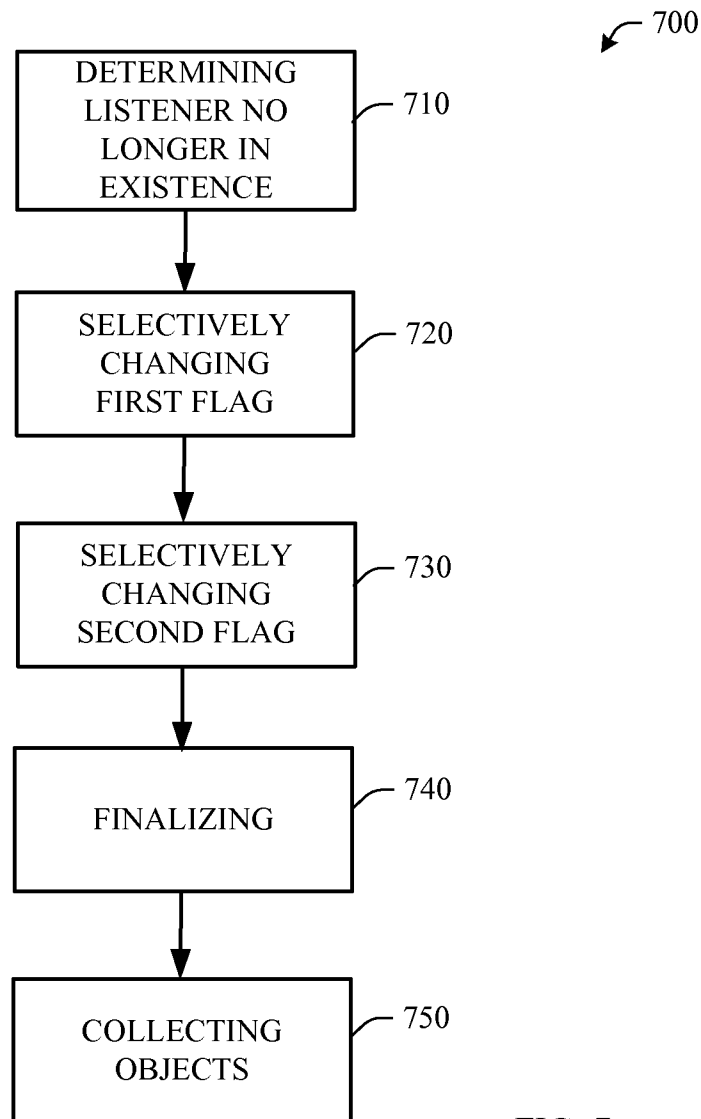 700
DETERMINING
LISTENER NO
LONGER IN
EXISTENCE
710
SELECTIVELY
CHANGING
FIRST FLAG
720
SELECTIVELY
CHANGING
SECOND FLAG
730
FINALIZING
740
COLLECTING
OBJECTS
750